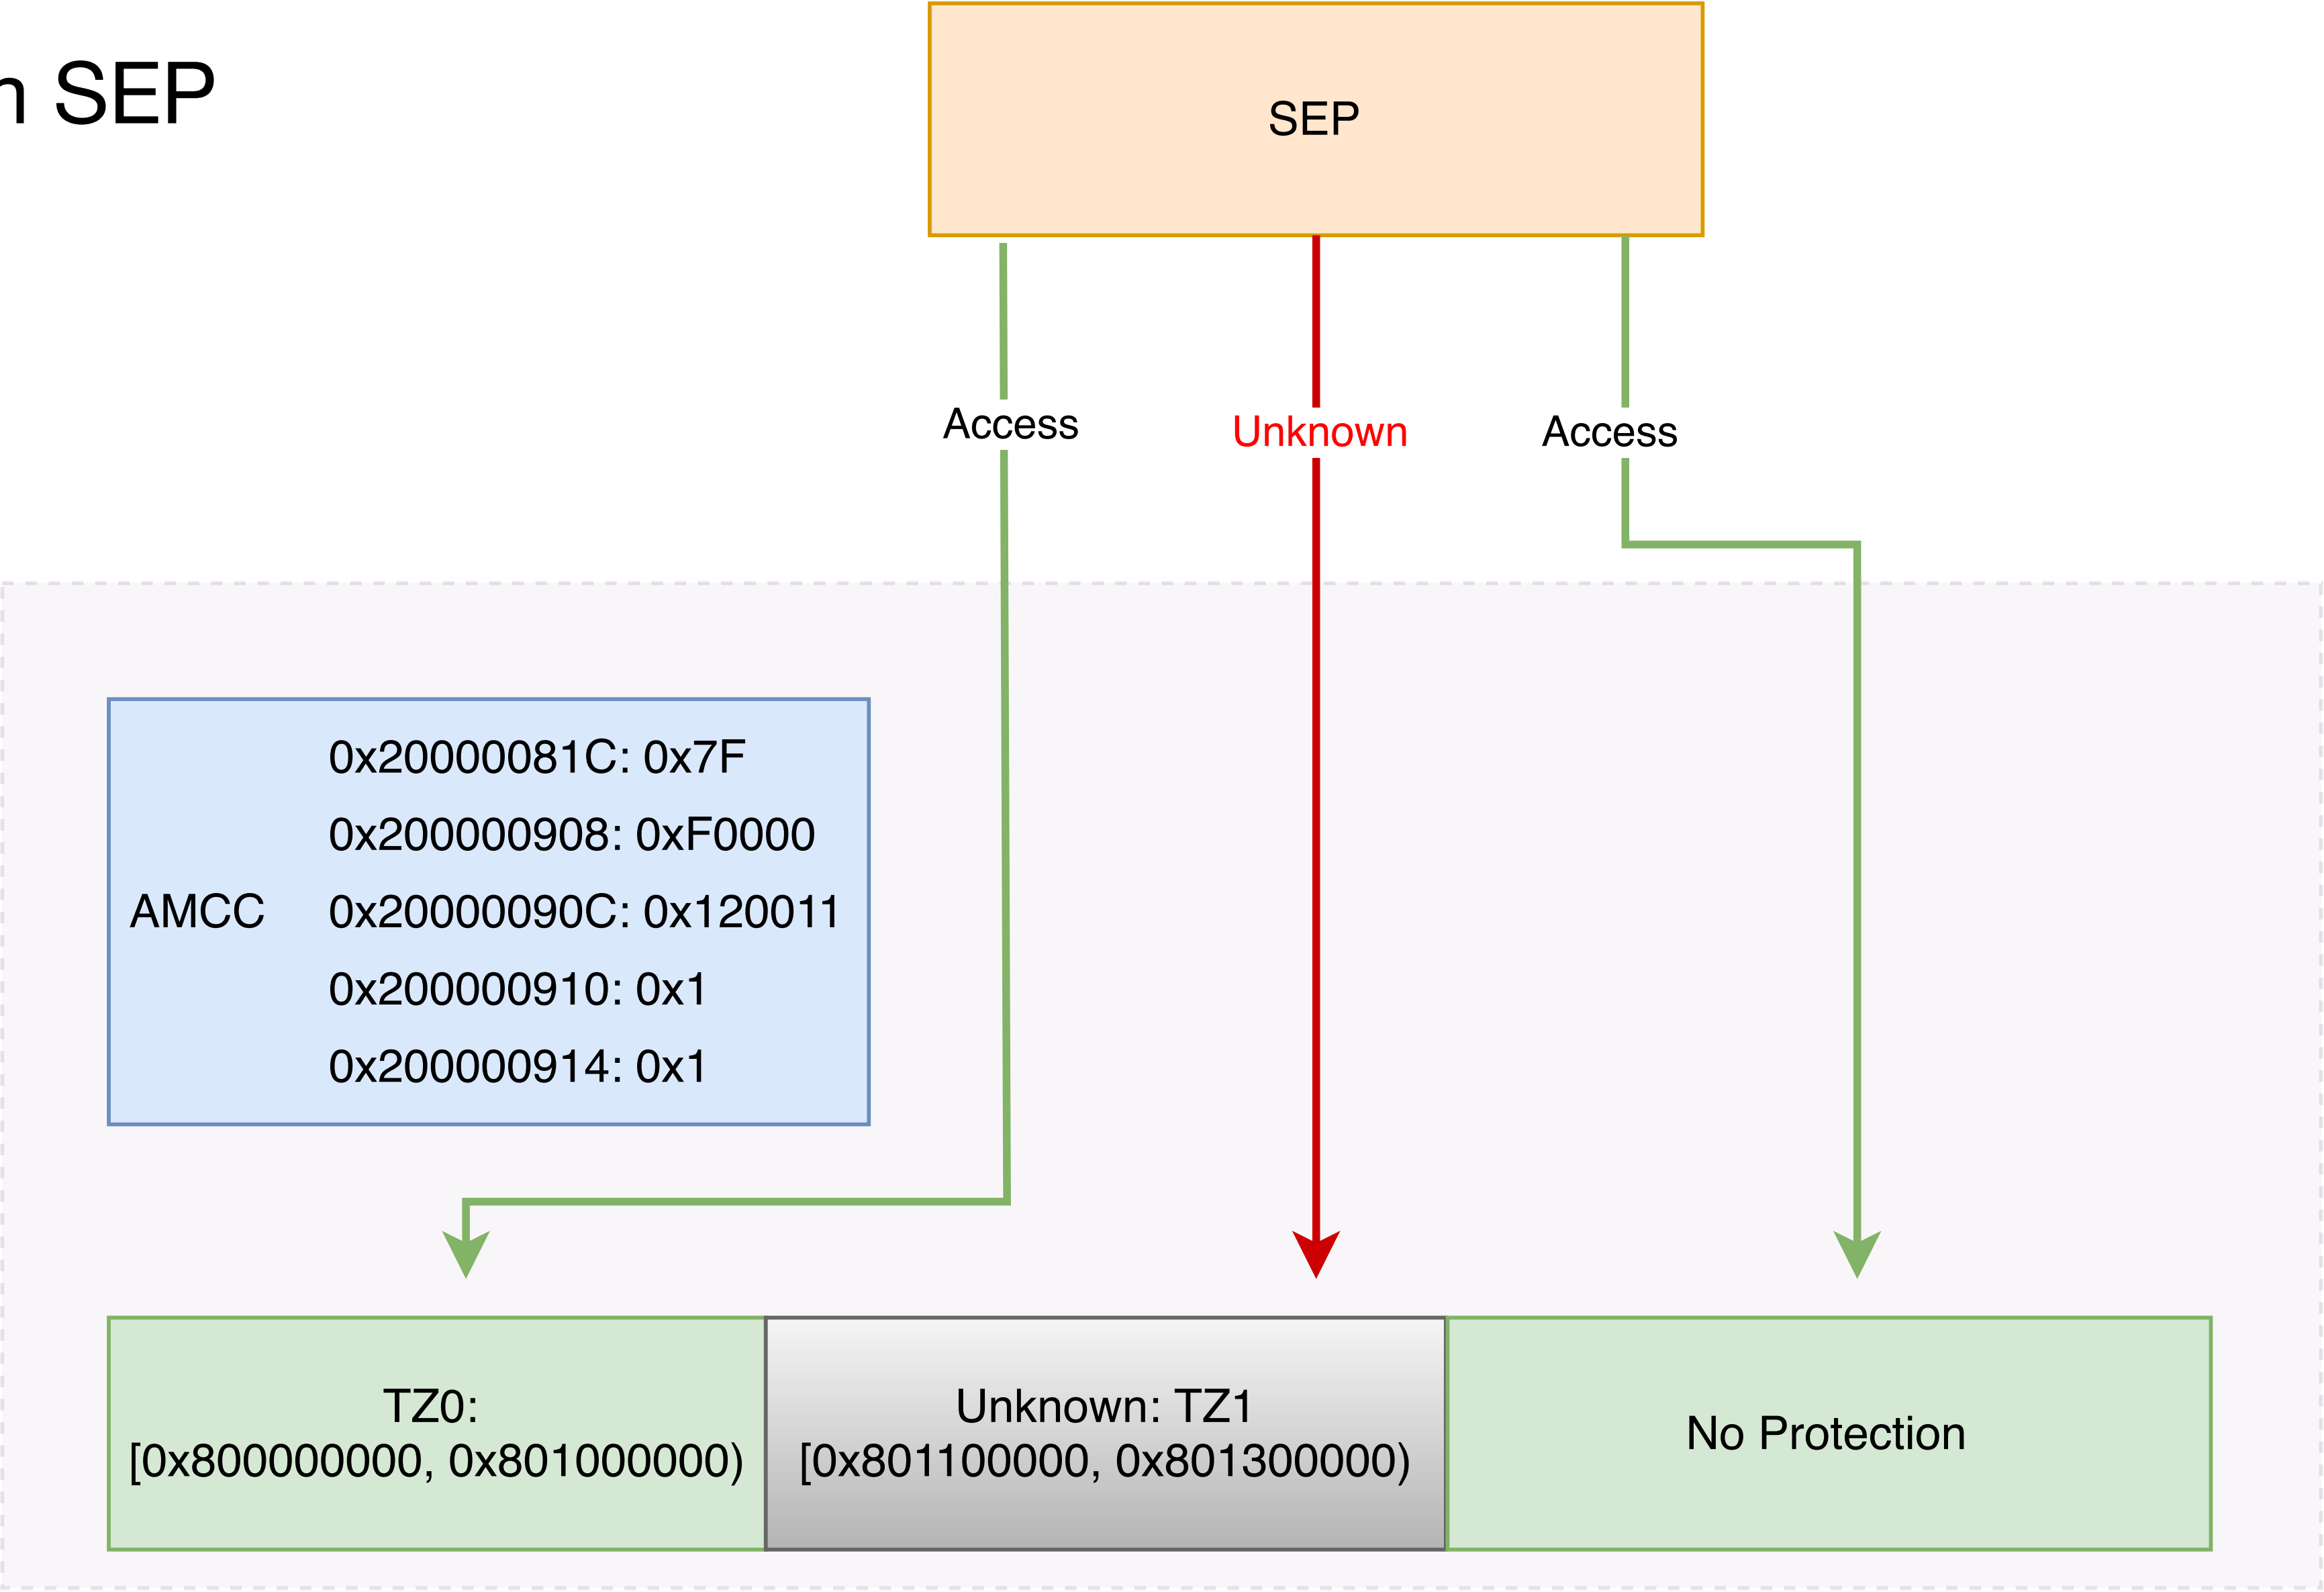 n SEP
SEP
Access
Unknown
Access
0x20000081C: 0x7F
0x200000908: 0xF0000
AMCC
0x20000090C: 0x120011
0x200000910: 0x1
0x200000914: 0x1
TZ0:
[0x800000000, 0x801000000)
Unknown: TZ1
[0x801100000, 0x801300000)
No Protection